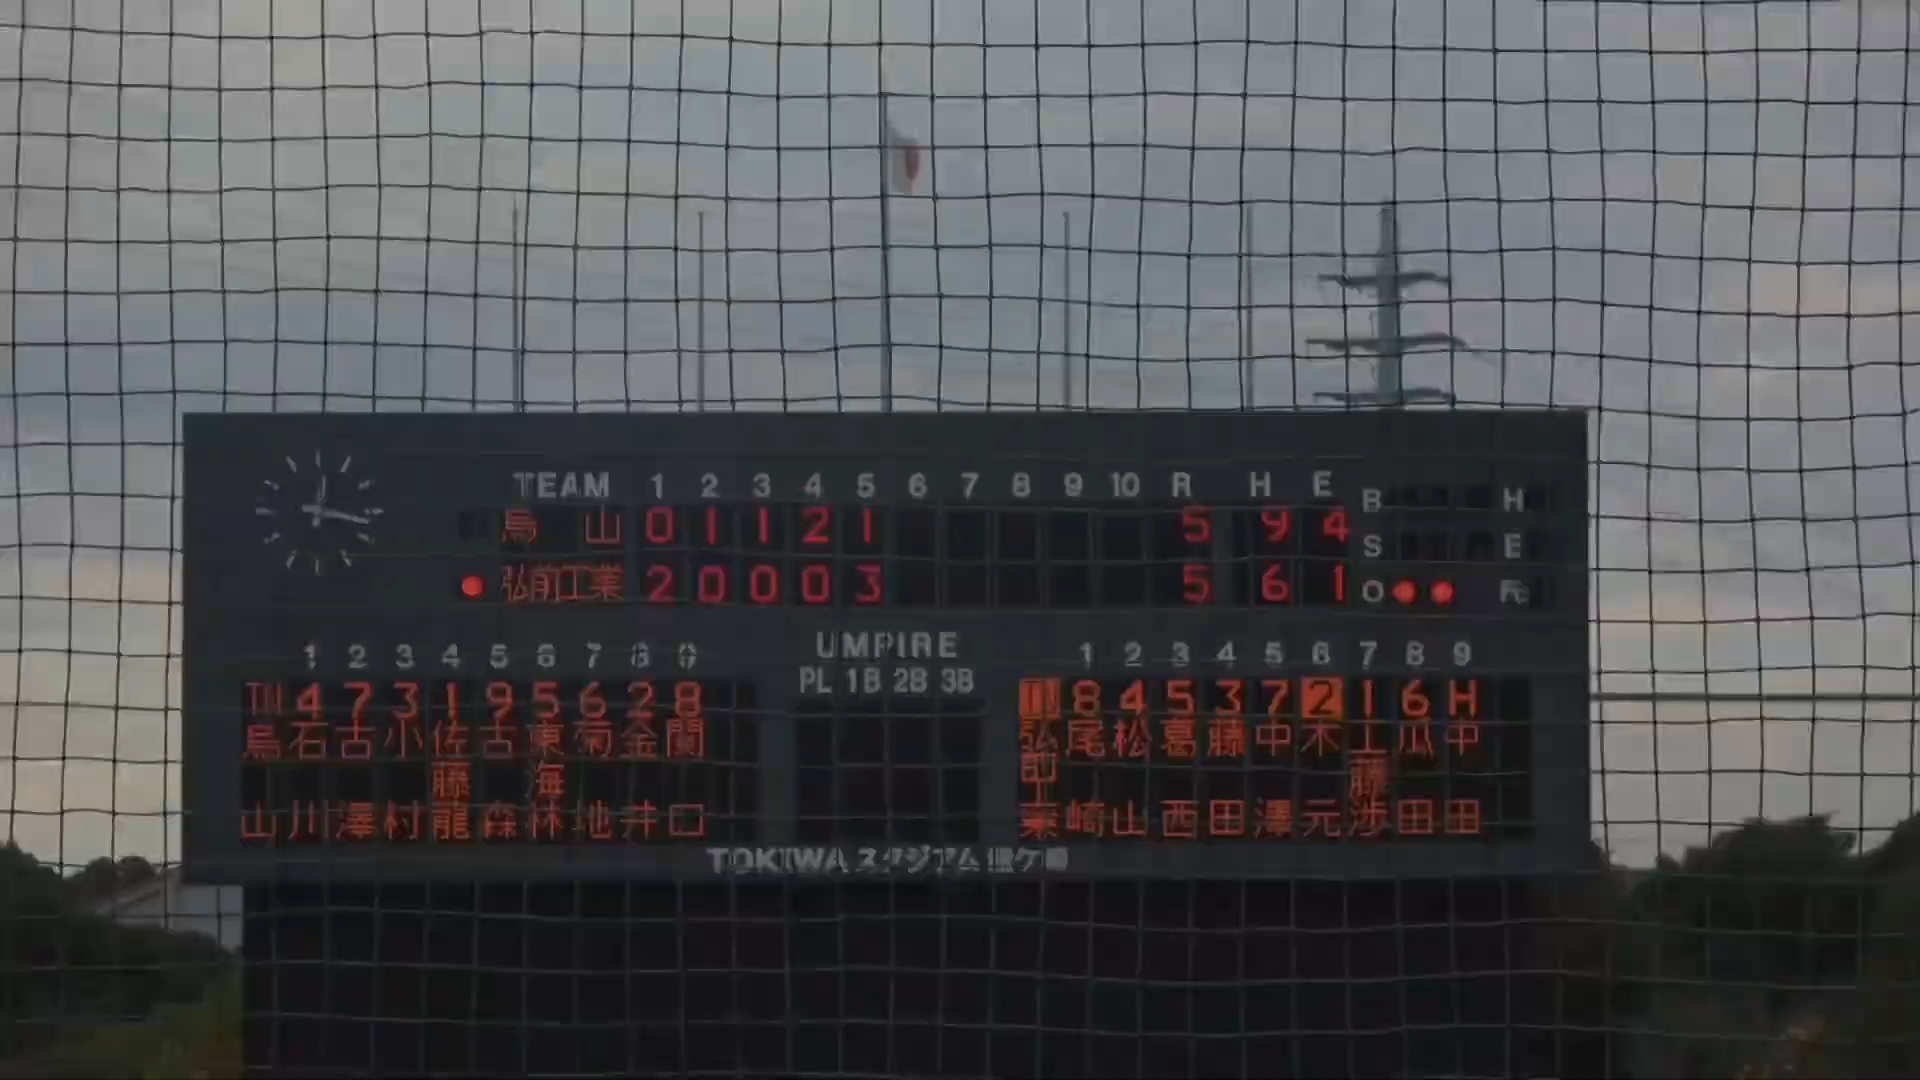 TEAM 1 2 3 4 5 6 7 8 9 10 R H E
烏山 0 1 1 2 1 5 9 4 B H
S E
弘前工業 2 0 0 0 3 5 6 1 O Fc
UMPIRE
PL 1B 2B 3B
1 2 3 4 5 6 7 8 9
4 7 3 1 9 5 6 2 8
烏山 石川 古澤 小村 佐藤龍 古森 東海林 菊地 金井 關口
1 2 3 4 5 6 7 8 9
8 4 5 3 7 2 1 6 H
弘前工業 尾崎 松山 葛西 藤田 中澤 木元 工藤渉 瓜田 中田
TOKIWA スタジアム